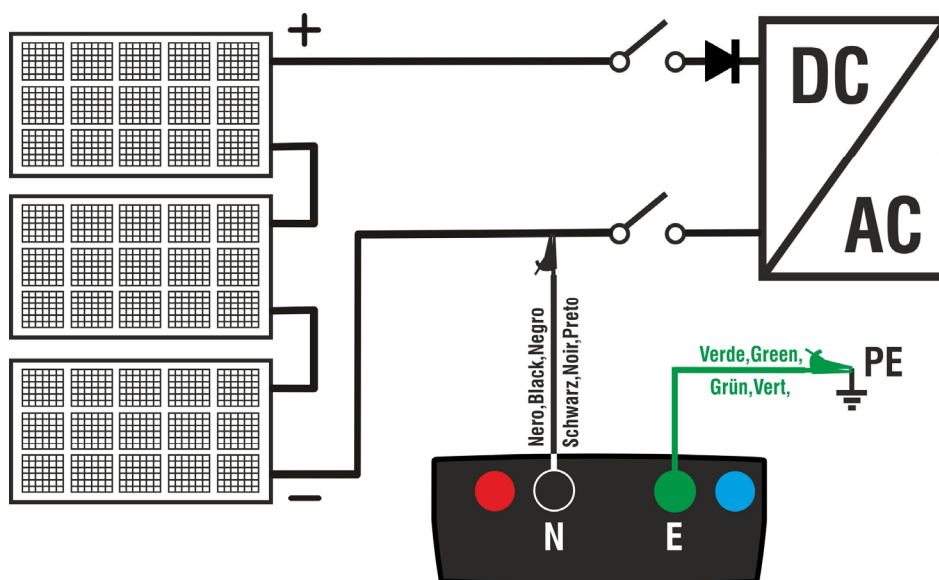 +
DC
AC
Nero,Black,Negro
Schwarz,Noir,Preto
Verde,Green,
Grün,Vert,
PE
−
N
E